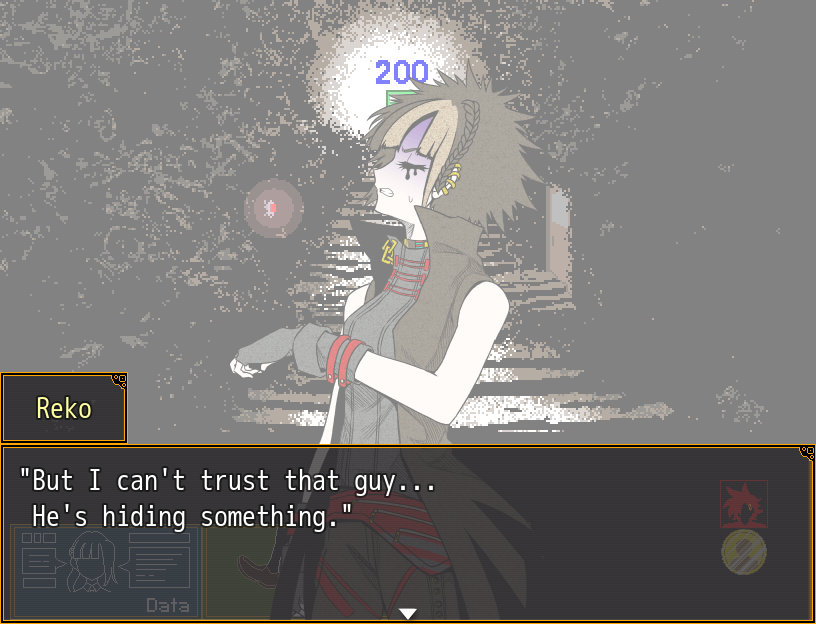 200
Reko
"But I can't trust that guy...
He's hiding something."
Data